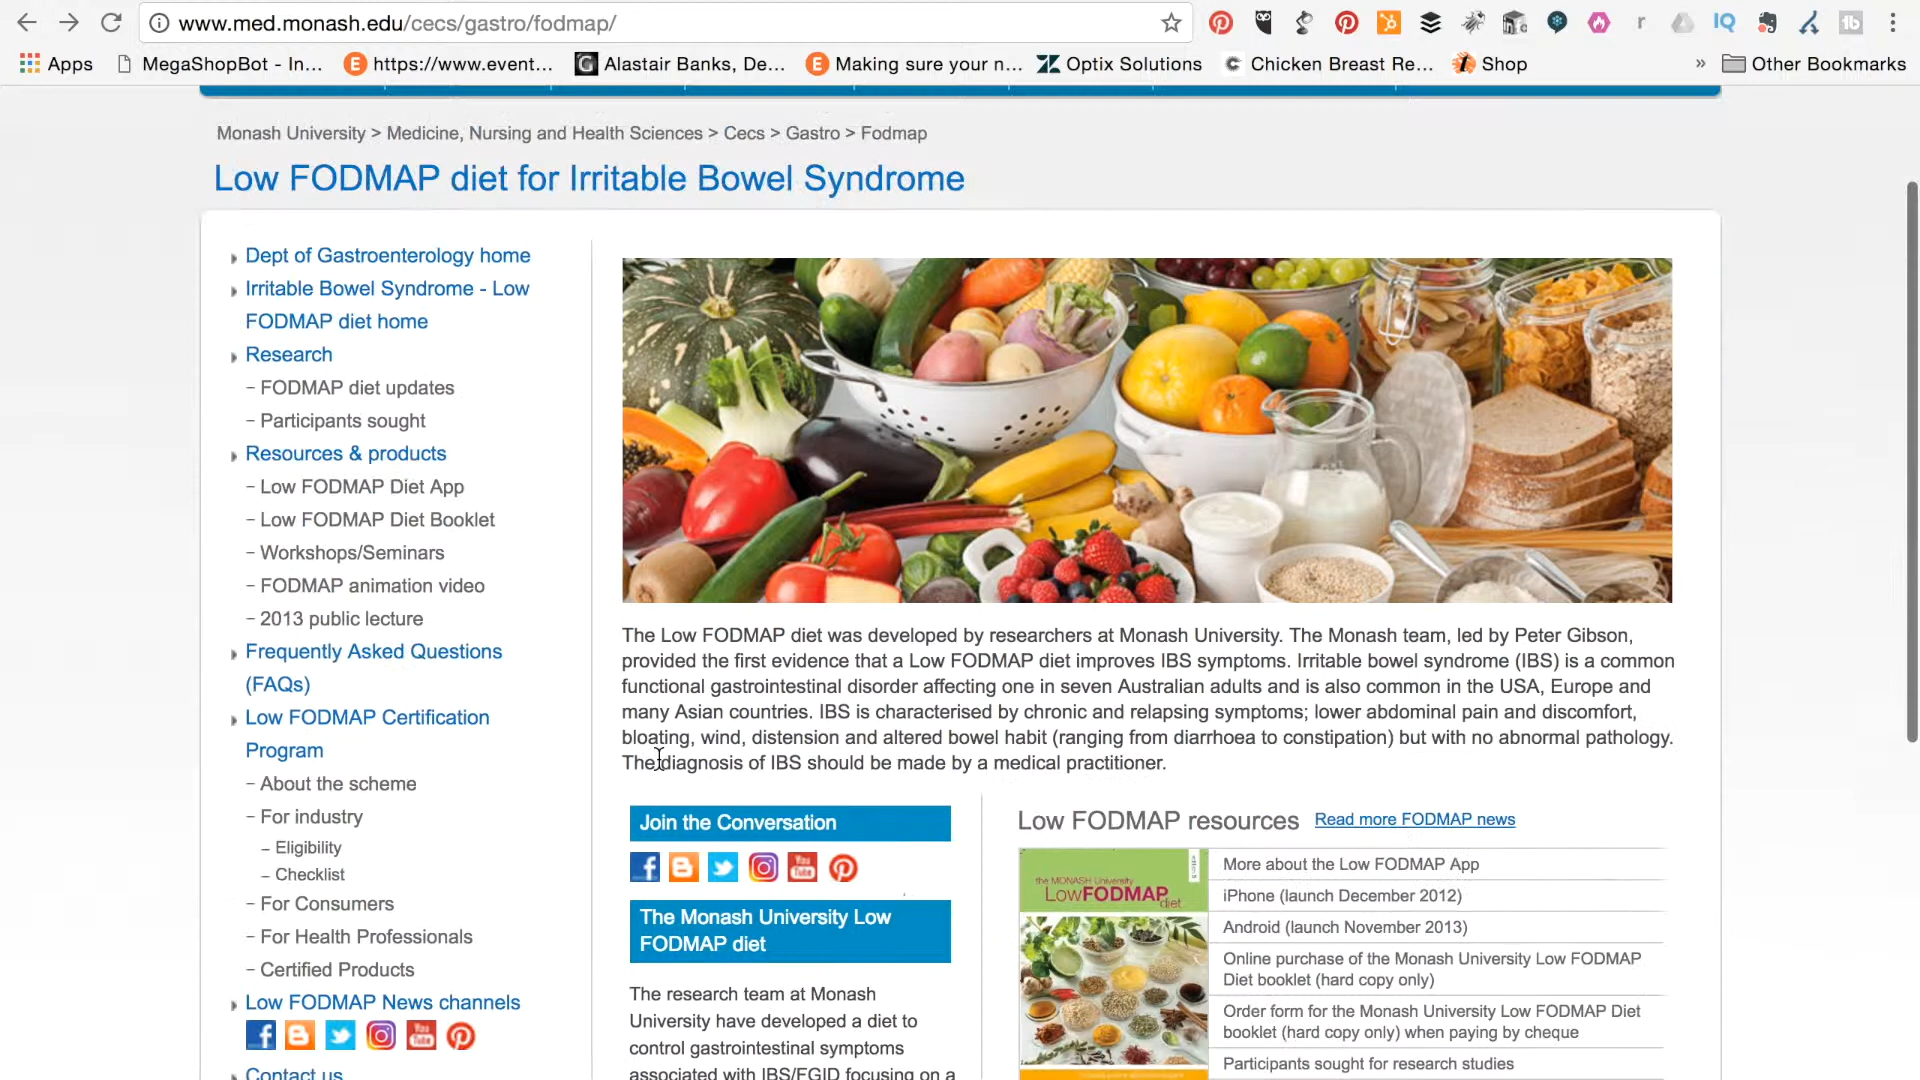 www.med.monash.edu/cecs/gastro/fodmap/
Apps
MegaShopBot - In...
https://www.event...
Alastair Banks, De...
Making sure your n...
Optix Solutions
Chicken Breast Re...
Shop
» Other Bookmarks
Monash University > Medicine, Nursing and Health Sciences > Cecs > Gastro > Fodmap
Low FODMAP diet for Irritable Bowel Syndrome
Dept of Gastroenterology home
Irritable Bowel Syndrome - Low
FODMAP diet home
Research
– FODMAP diet updates
– Participants sought
Resources & products
– Low FODMAP Diet App
– Low FODMAP Diet Booklet
– Workshops/Seminars
– FODMAP animation video
– 2013 public lecture
Frequently Asked Questions
(FAQs)
Low FODMAP Certification
Program
– About the scheme
– For industry
– Eligibility
– Checklist
– For Consumers
– For Health Professionals
– Certified Products
Low FODMAP News channels
Contact us
The Low FODMAP diet was developed by researchers at Monash University. The Monash team, led by Peter Gibson,
provided the first evidence that a Low FODMAP diet improves IBS symptoms. Irritable bowel syndrome (IBS) is a common
functional gastrointestinal disorder affecting one in seven Australian adults and is also common in the USA, Europe and
many Asian countries. IBS is characterised by chronic and relapsing symptoms; lower abdominal pain and discomfort,
bloating, wind, distension and altered bowel habit (ranging from diarrhoea to constipation) but with no abnormal pathology.
The diagnosis of IBS should be made by a medical practitioner.
Join the Conversation
The Monash University Low
FODMAP diet
The research team at Monash
University have developed a diet to
control gastrointestinal symptoms
associated with IBS/FGID focusing on a
Low FODMAP resources
Read more FODMAP news
the MONASH University
LowFODMAP
diet
More about the Low FODMAP App
iPhone (launch December 2012)
Android (launch November 2013)
Online purchase of the Monash University Low FODMAP
Diet booklet (hard copy only)
Order form for the Monash University Low FODMAP Diet
booklet (hard copy only) when paying by cheque
Participants sought for research studies